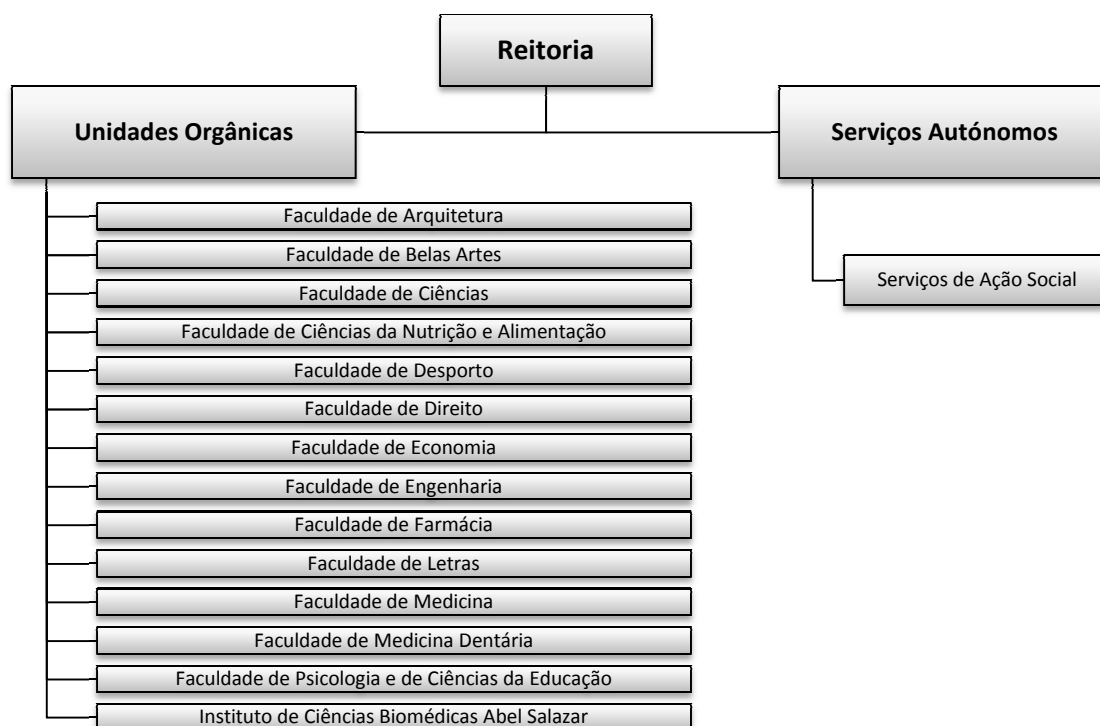 Reitoria
Unidades Orgânicas
Serviços Autónomos
Faculdade de Arquitetura
Faculdade de Belas Artes
Faculdade de Ciências
Faculdade de Ciências da Nutrição e Alimentação
Faculdade de Desporto
Faculdade de Direito
Faculdade de Economia
Faculdade de Engenharia
Faculdade de Farmácia
Faculdade de Letras
Faculdade de Medicina
Faculdade de Medicina Dentária
Faculdade de Psicologia e de Ciências da Educação
Instituto de Ciências Biomédicas Abel Salazar
Serviços de Ação Social